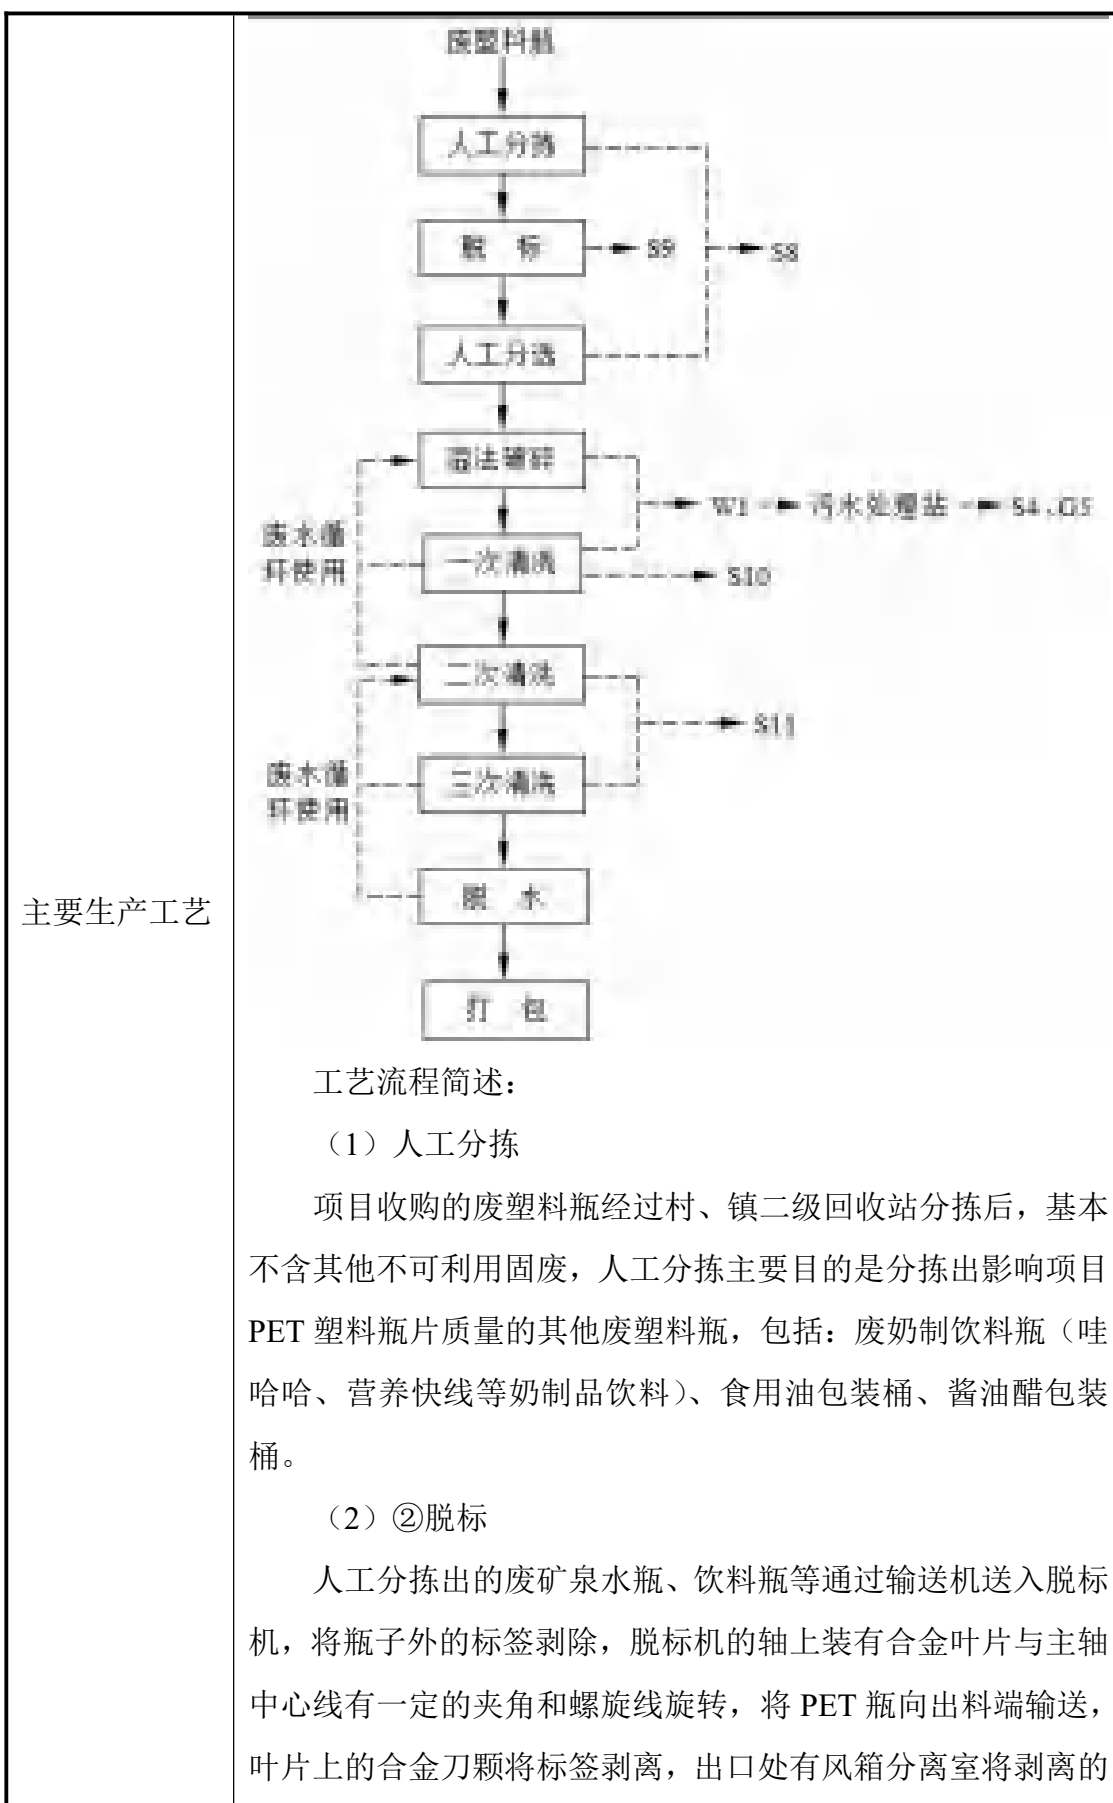 废塑料瓶
人工分拣
脱 标
S9
S8
人工分选
湿法破碎
W1
污水处理站
S4、G5
废水循
环使用
一次清洗
S10
二次清洗
S11
废水循
环使用
三次清洗
脱 水
打 包
主要生产工艺
工艺流程简述：
（1）人工分拣
项目收购的废塑料瓶经过村、镇二级回收站分拣后，基本
不含其他不可利用固废，人工分拣主要目的是分拣出影响项目
PET 塑料瓶片质量的其他废塑料瓶，包括：废奶制饮料瓶（哇
哈哈、营养快线等奶制品饮料）、食用油包装桶、酱油醋包装
桶。
（2）②脱标
人工分拣出的废矿泉水瓶、饮料瓶等通过输送机送入脱标
机，将瓶子外的标签剥除，脱标机的轴上装有合金叶片与主轴
中心线有一定的夹角和螺旋线旋转，将 PET 瓶向出料端输送，
叶片上的合金刀颗将标签剥离，出口处有风箱分离室将剥离的